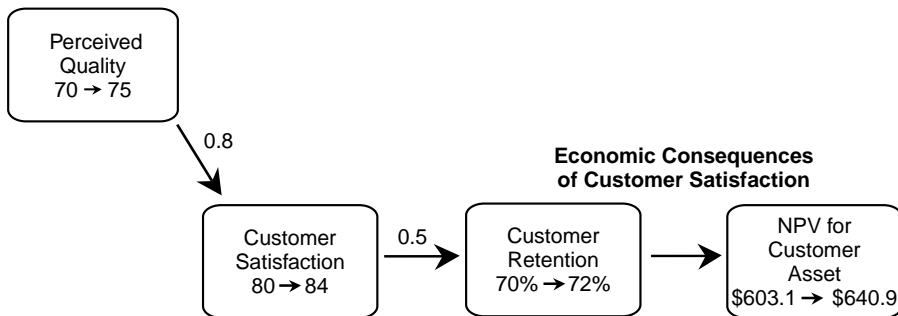 Perceived
Quality
70 → 75
0.8
Economic Consequences
of Customer Satisfaction
Customer
Satisfaction
80 → 84
0.5
Customer
Retention
70% → 72%
NPV for
Customer
Asset
$603.1 → $640.9